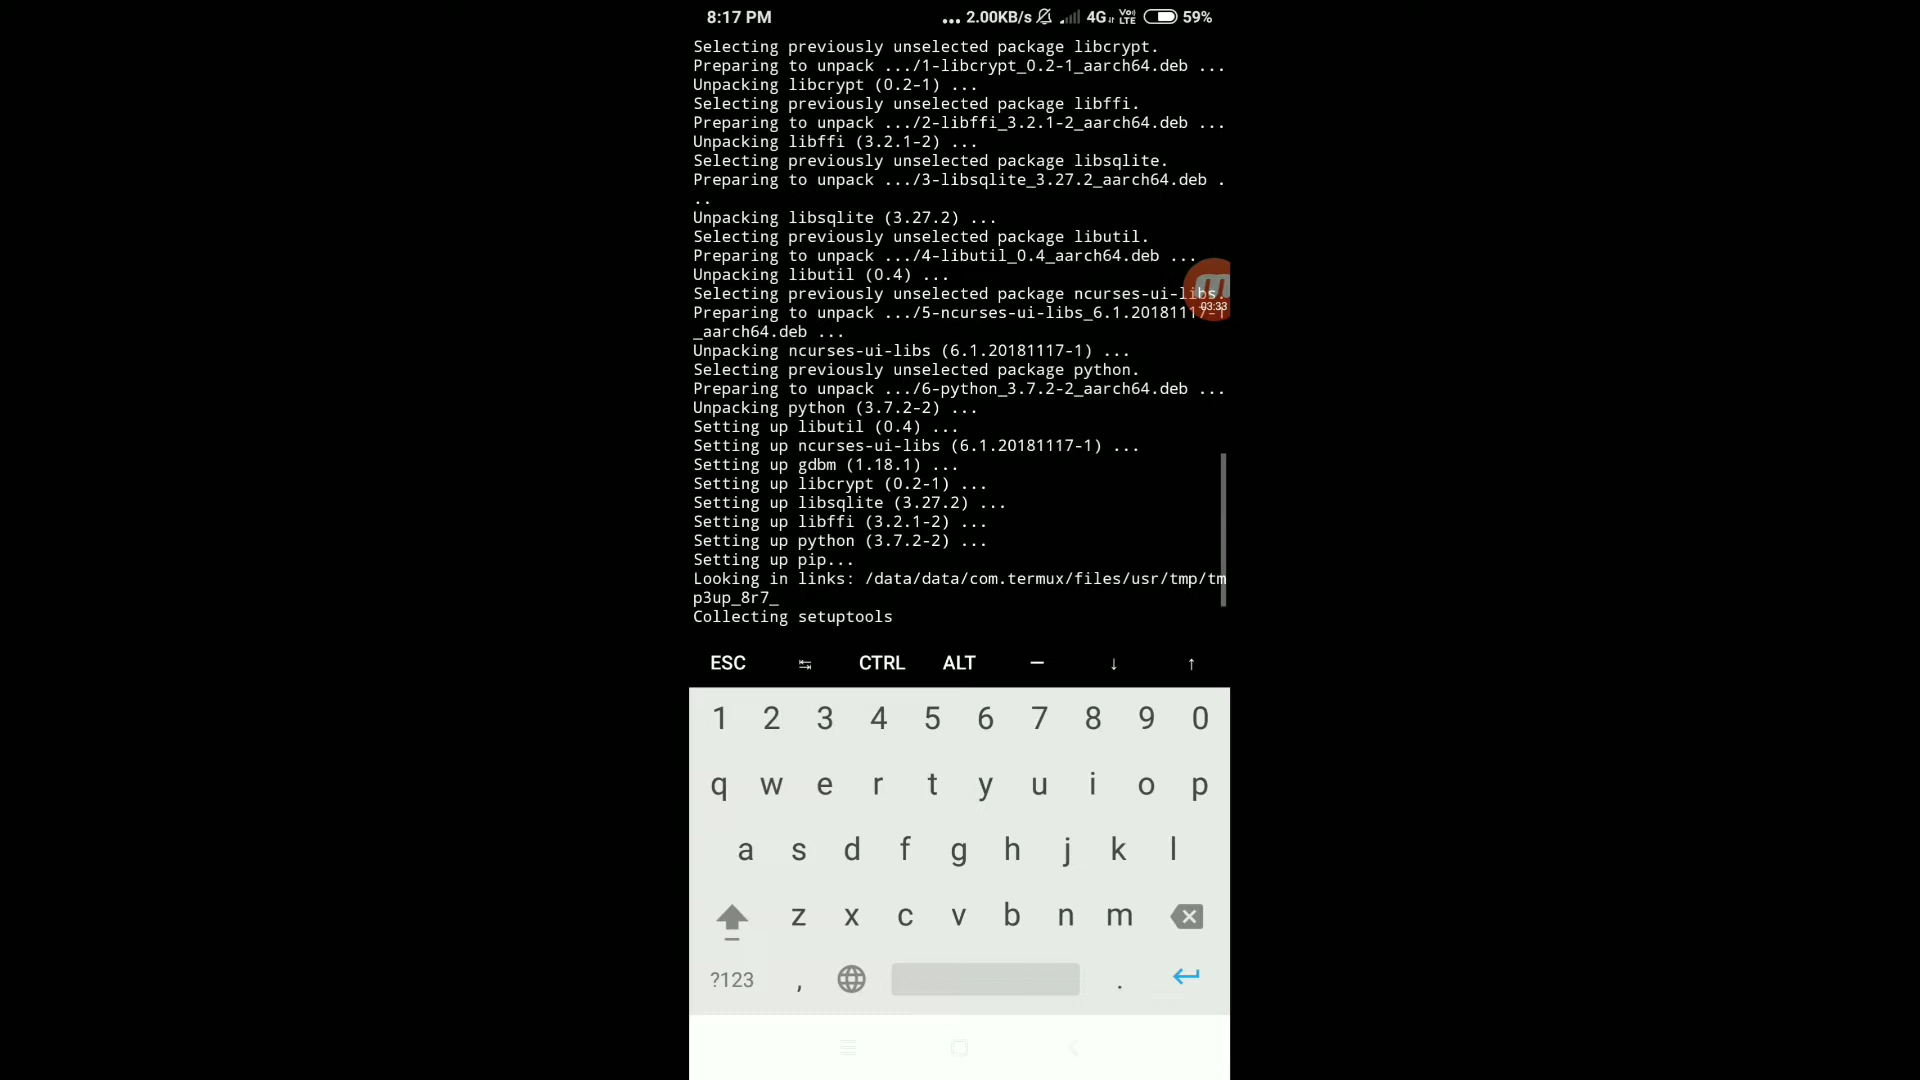 8:17 PM ... 2.00KB/s 4G Vo) LTE 59%
Selecting previously unselected package libcrypt.
Preparing to unpack .../1-libcrypt_0.2-1_aarch64.deb ...
Unpacking libcrypt (0.2-1) ...
Selecting previously unselected package libffi.
Preparing to unpack .../2-libffi_3.2.1-2_aarch64.deb ...
Unpacking libffi (3.2.1-2) ...
Selecting previously unselected package libsqlite.
Preparing to unpack .../3-libsqlite_3.27.2_aarch64.deb .
..
Unpacking libsqlite (3.27.2) ...
Selecting previously unselected package libutil.
Preparing to unpack .../4-libutil_0.4_aarch64.deb ...
Unpacking libutil (0.4) ...
Selecting previously unselected package ncurses-ui-libs.
03:33
Preparing to unpack .../5-ncurses-ui-libs_6.1.20181117-1
_aarch64.deb ...
Unpacking ncurses-ui-libs (6.1.20181117-1) ...
Selecting previously unselected package python.
Preparing to unpack .../6-python_3.7.2-2_aarch64.deb ...
Unpacking python (3.7.2-2) ...
Setting up libutil (0.4) ...
Setting up ncurses-ui-libs (6.1.20181117-1) ...
Setting up gdbm (1.18.1) ...
Setting up libcrypt (0.2-1) ...
Setting up libsqlite (3.27.2) ...
Setting up libffi (3.2.1-2) ...
Setting up python (3.7.2-2) ...
Setting up pip...
Looking in links: /data/data/com.termux/files/usr/tmp/tm
p3up_8r7_
Collecting setuptools
ESC ⇆ CTRL ALT — ↓ ↑
1 2 3 4 5 6 7 8 9 0
q w e r t y u i o p
a s d f g h j k l
z x c v b n m
?123 , .